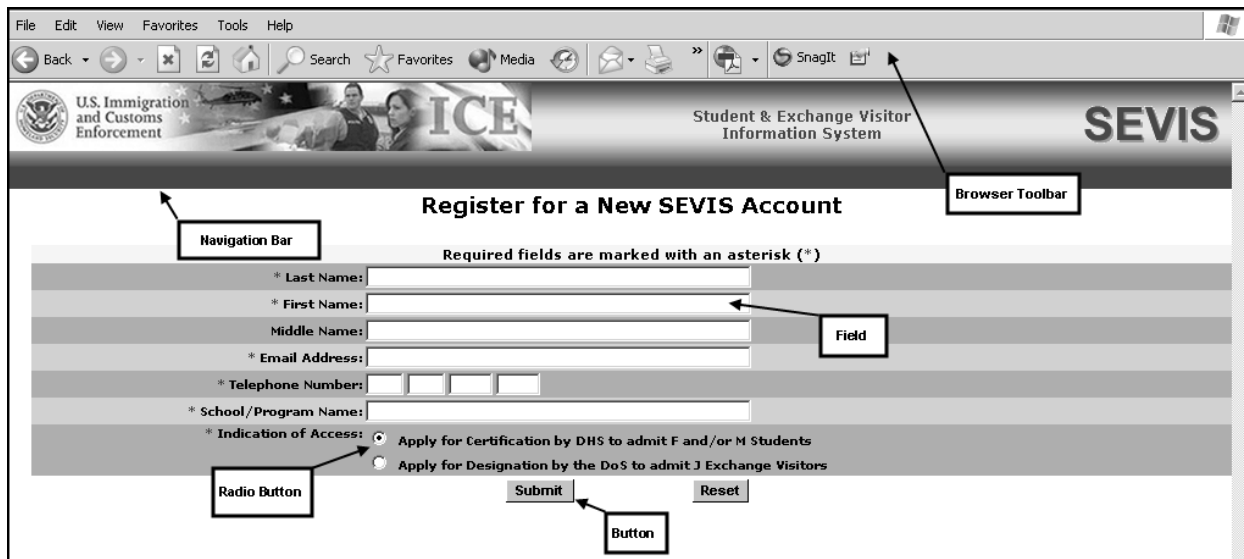 File Edit View Favorites Tools Help
Back Search Favorites Media » SnagIt
U.S. Immigration
and Customs
Enforcement
ICE
Student & Exchange Visitor
Information System
SEVIS
Browser Toolbar
Navigation Bar
Register for a New SEVIS Account
Required fields are marked with an asterisk (*)
* Last Name:
* First Name:
Field
Middle Name:
* Email Address:
* Telephone Number:
* School/Program Name:
* Indication of Access: Apply for Certification by DHS to admit F and/or M Students
Apply for Designation by the DoS to admit J Exchange Visitors
Radio Button
Submit Reset
Button